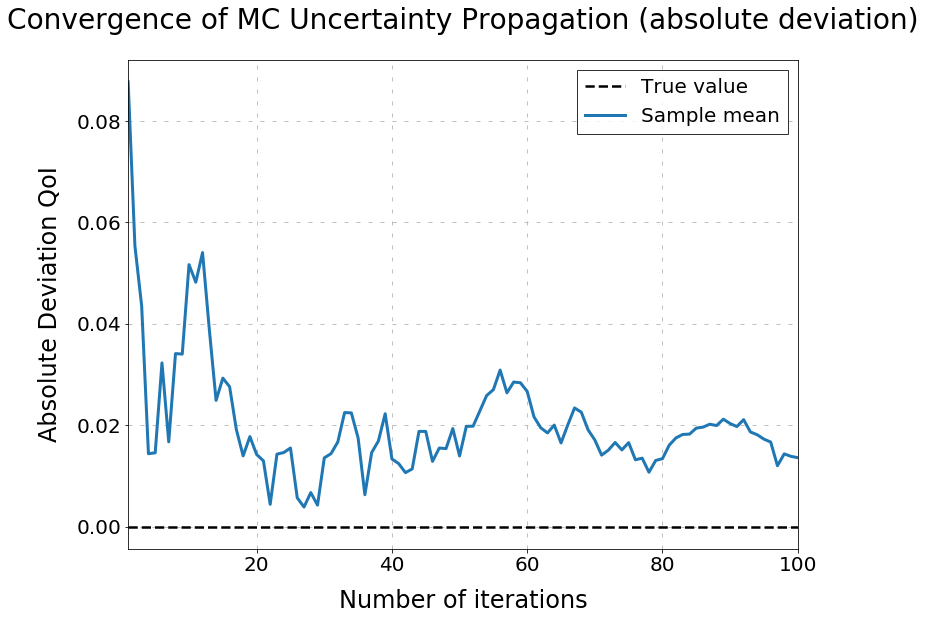 Convergence of MC Uncertainty Propagation (absolute deviation)
True value
Sample mean
Absolute Deviation QoI
0.08
0.06
0.04
0.02
0.00
20
40
60
80
100
Number of iterations